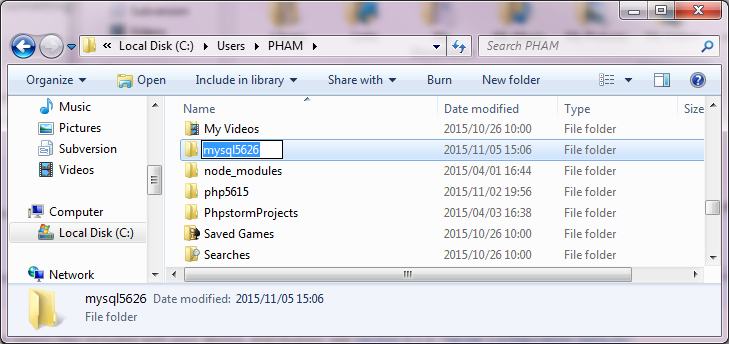 Subversion
Videos
Local Disk (C:) Users PHAM Search PHAM
Organize Open Include in library Share with Burn New folder
Name Date modified Type Size
Music My Videos 2015/10/26 10:00 File folder
Pictures mysql5626 2015/11/05 15:06 File folder
Subversion node_modules 2015/04/01 16:44 File folder
Videos php5615 2015/11/02 19:56 File folder
PhpstormProjects 2015/04/03 16:38 File folder
Computer Saved Games 2015/10/26 10:00 File folder
Local Disk (C:) Searches 2015/10/26 10:00 File folder
Network
mysql5626 Date modified: 2015/11/05 15:06
File folder